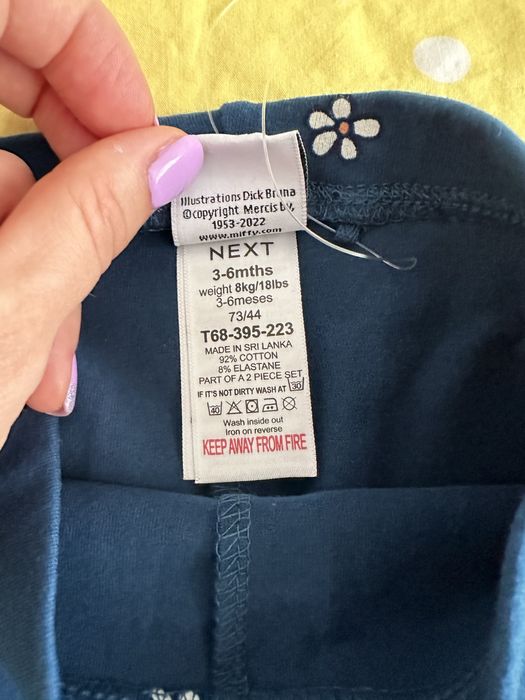 Illustrations Dick Bruna
© copyright Mercis bv,
1953-2022
www.miffy.com
NEXT
3-6mths
weight 8kg/18lbs
3-6meses
73/44
T68-395-223
MADE IN SRI LANKA
92% COTTON
8% ELASTANE
PART OF A 2 PIECE SET
IF IT'S NOT DIRTY WASH AT 30
40
Wash inside out
Iron on reverse
KEEP AWAY FROM FIRE